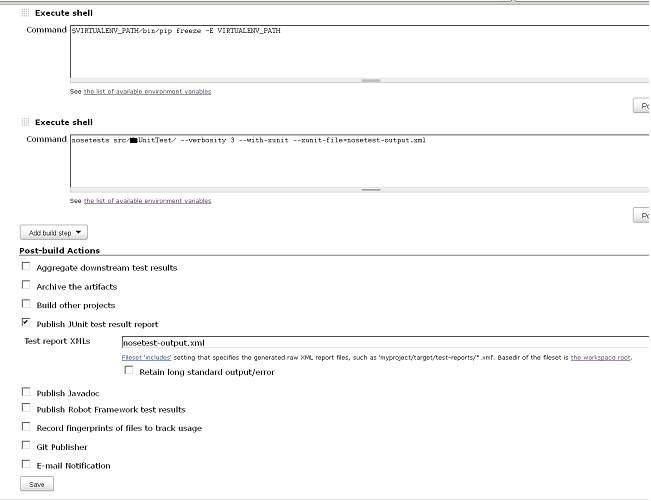 Execute shell
Command
$VIRTUALENV_PATH/bin/pip freeze -E VIRTUALENV_PATH
See the list of available environment variables
Execute shell
Command
nosetests src/ UnitTest/ --verbosity 3 --with-xunit --xunit-file=nosetest-output.xml
See the list of available environment variables
Add build step
Post-build Actions
Aggregate downstream test results
Archive the artifacts
Build other projects
Publish JUnit test result report
Test report XMLs
nosetest-output.xml
Fileset 'includes' setting that specifies the generated raw XML report files, such as 'myproject/target/test-reports/*.xml'. Basedir of the fileset is the workspace root.
Retain long standard output/error
Publish Javadoc
Publish Robot Framework test results
Record fingerprints of files to track usage
Git Publisher
E-mail Notification
Save